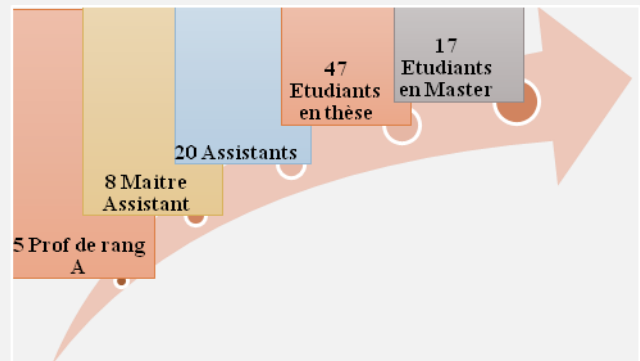 5 Prof de rang
A
8 Maitre
Assistant
20 Assistants
47
Etudiants
en thèse
17
Etudiants
en Master